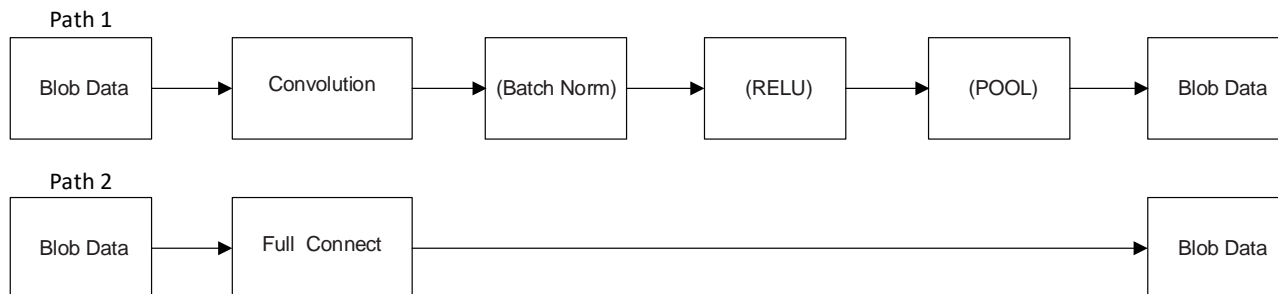 Path 1
Blob Data
Convolution
(Batch Norm)
(RELU)
(POOL)
Blob Data
Path 2
Blob Data
Full Connect
Blob Data